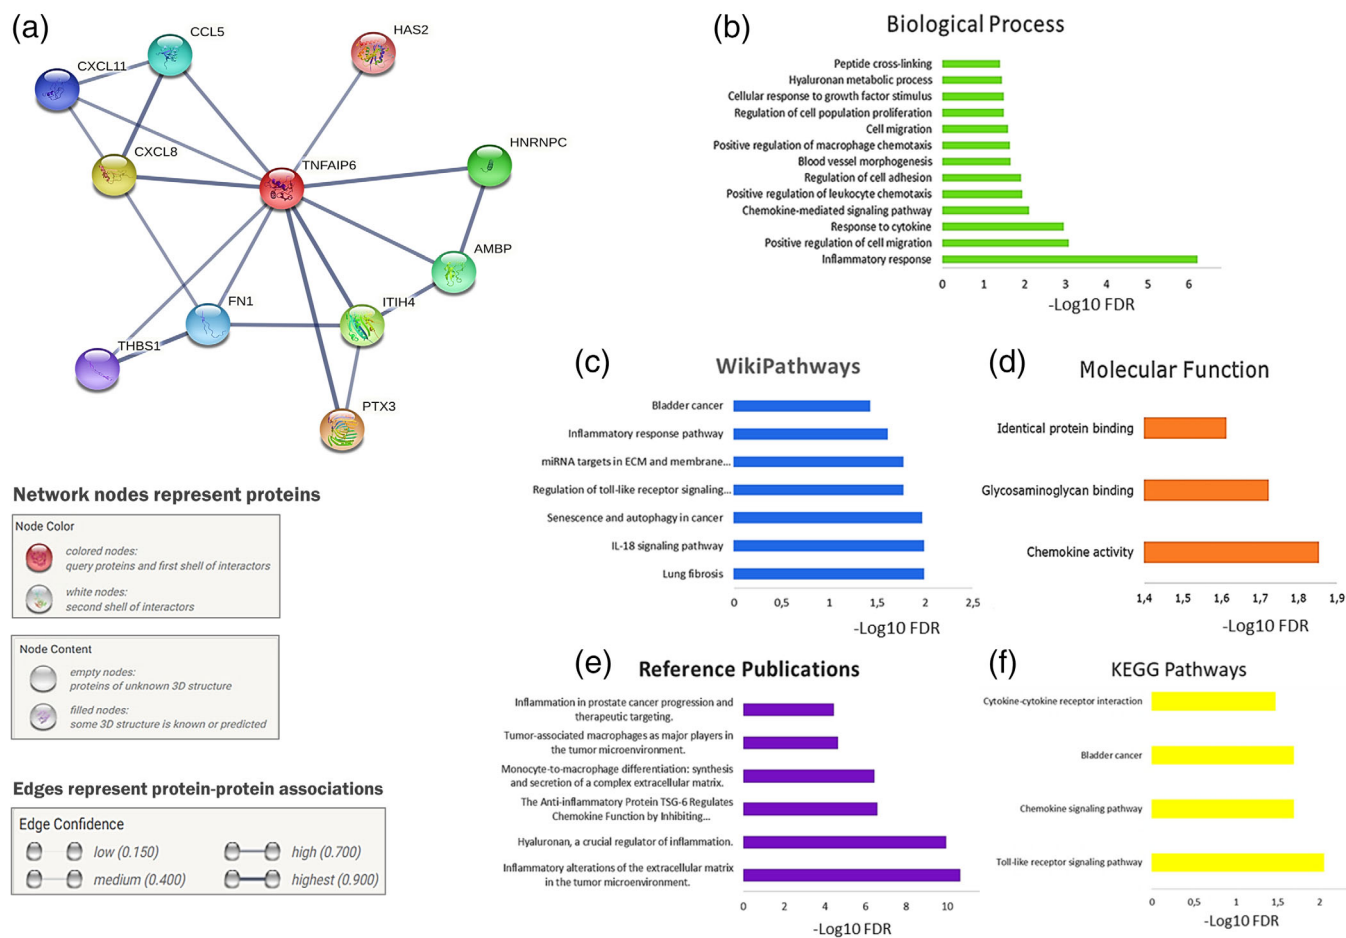 (a)
CCL5
HAS2
CXCL11
CXCL8
TNFAIP6
HNRNPC
AMBP
FN1
ITIH4
THBS1
PTX3
Network nodes represent proteins
Node Color
colored nodes:
query proteins and first shell of interactors
white nodes:
second shell of interactors
Node Content
empty nodes:
proteins of unknown 3D structure
filled nodes:
some 3D structure is known or predicted
Edges represent protein-protein associations
Edge Confidence
low (0.150)
high (0.700)
medium (0.400)
highest (0.900)
(b)
Biological Process
Peptide cross-linking
Hyaluronan metabolic process
Cellular response to growth factor stimulus
Regulation of cell population proliferation
Cell migration
Positive regulation of macrophage chemotaxis
Blood vessel morphogenesis
Regulation of cell adhesion
Positive regulation of leukocyte chemotaxis
Chemokine-mediated signaling pathway
Response to cytokine
Positive regulation of cell migration
Inflammatory response
0 1 2 3 4 5 6
-Log10 FDR
(c)
WikiPathways
Bladder cancer
Inflammatory response pathway
miRNA targets in ECM and membrane...
Regulation of toll-like receptor signaling...
Senescence and autophagy in cancer
IL-18 signaling pathway
Lung fibrosis
0 0,5 1 1,5 2 2,5
-Log10 FDR
(d)
Molecular Function
Identical protein binding
Glycosaminoglycan binding
Chemokine activity
1,4 1,5 1,6 1,7 1,8 1,9
-Log10 FDR
(e)
Reference Publications
Inflammation in prostate cancer progression and
therapeutic targeting.
Tumor-associated macrophages as major players in
the tumor microenvironment.
Monocyte-to-macrophage differentiation: synthesis
and secretion of a complex extracellular matrix.
The Anti-inflammatory Protein TSG-6 Regulates
Chemokine Function by Inhibiting...
Hyaluronan, a crucial regulator of inflammation.
Inflammatory alterations of the extracellular matrix
in the tumor microenvironment.
0 2 4 6 8 10
-Log10 FDR
(f)
KEGG Pathways
Cytokine-cytokine receptor interaction
Bladder cancer
Chemokine signaling pathway
Toll-like receptor signaling pathway
0 0,5 1 1,5 2
-Log10 FDR